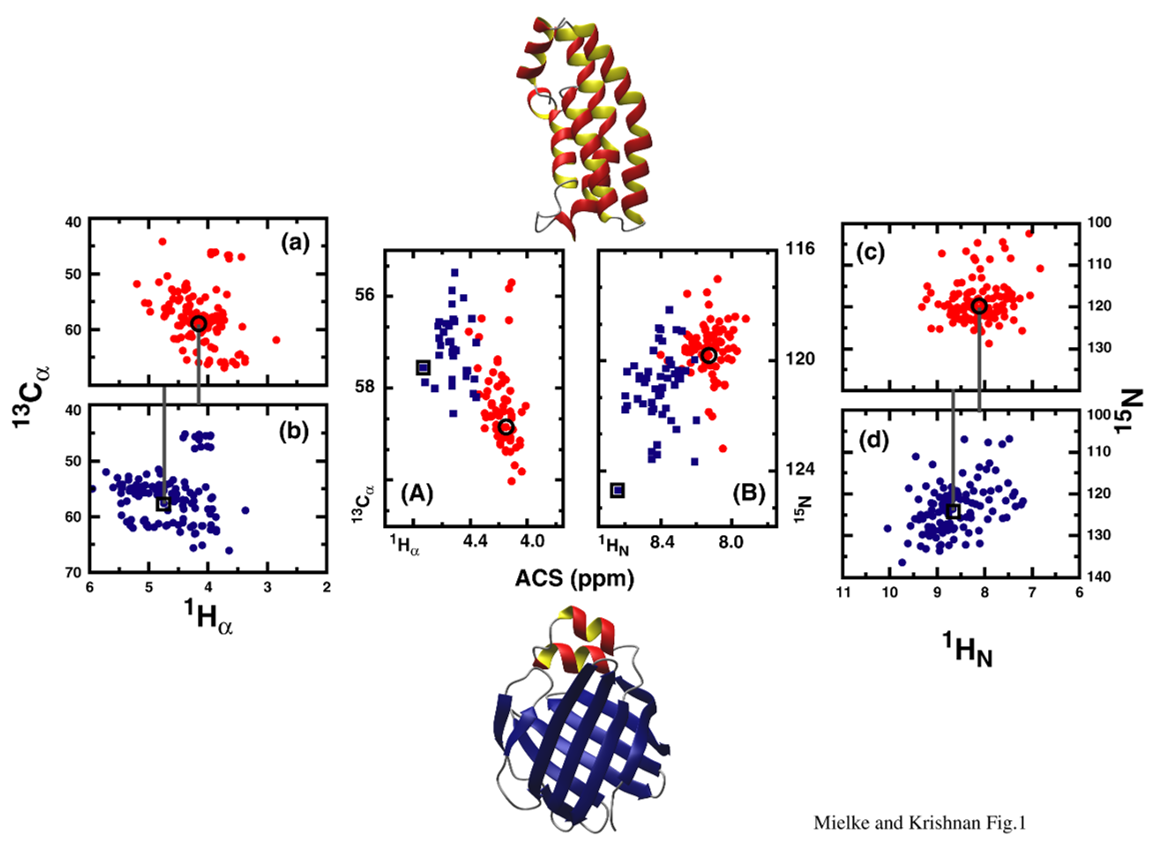 40
50
60
(a)
¹³Cα
40
50
60
70
(b)
6 5 4 3 2
¹Hα
56
58
¹³Cα
(A)
¹Hα 4.4 4.0
116
120
124
¹⁵N
(B)
¹HN 8.4 8.0
ACS (ppm)
(c)
100
110
120
130
¹⁵N
(d)
100
110
120
130
140
11 10 9 8 7 6
¹HN
Mielke and Krishnan Fig.1